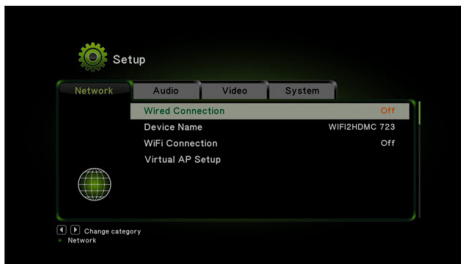 Setup
Network Audio Video System
Wired Connection Off
Device Name WIFI2HDMC 723
WiFi Connection Off
Virtual AP Setup
Change category
Network